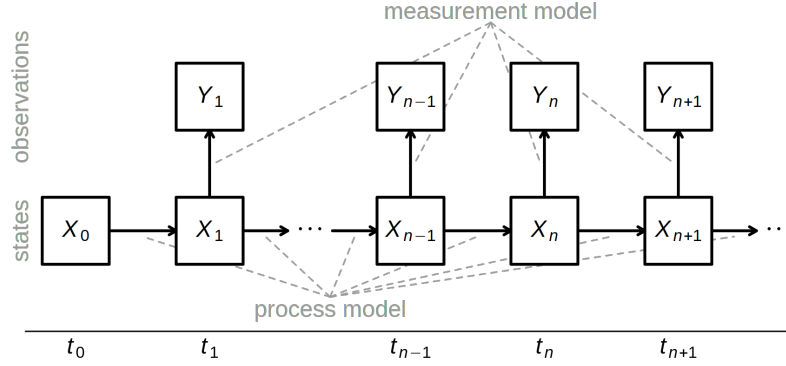 measurement model
observations
Y₁ Yₙ₋₁ Yₙ Yₙ₊₁
states
X₀ X₁ ⋯ Xₙ₋₁ Xₙ Xₙ₊₁ ⋯
process model
t₀ t₁ tₙ₋₁ tₙ tₙ₊₁